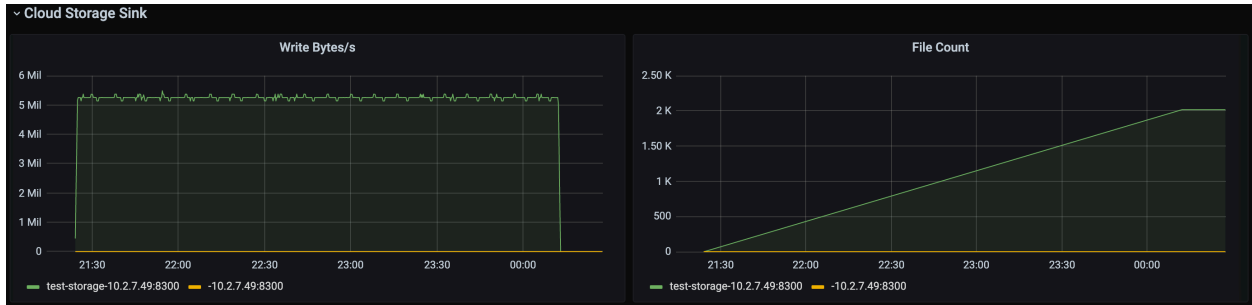 Cloud Storage Sink
Write Bytes/s
6 Mil
5 Mil
4 Mil
3 Mil
2 Mil
1 Mil
0
21:30 22:00 22:30 23:00 23:30 00:00
test-storage-10.2.7.49:8300 -10.2.7.49:8300
File Count
2.50 K
2 K
1.50 K
1 K
500
0
21:30 22:00 22:30 23:00 23:30 00:00
test-storage-10.2.7.49:8300 -10.2.7.49:8300